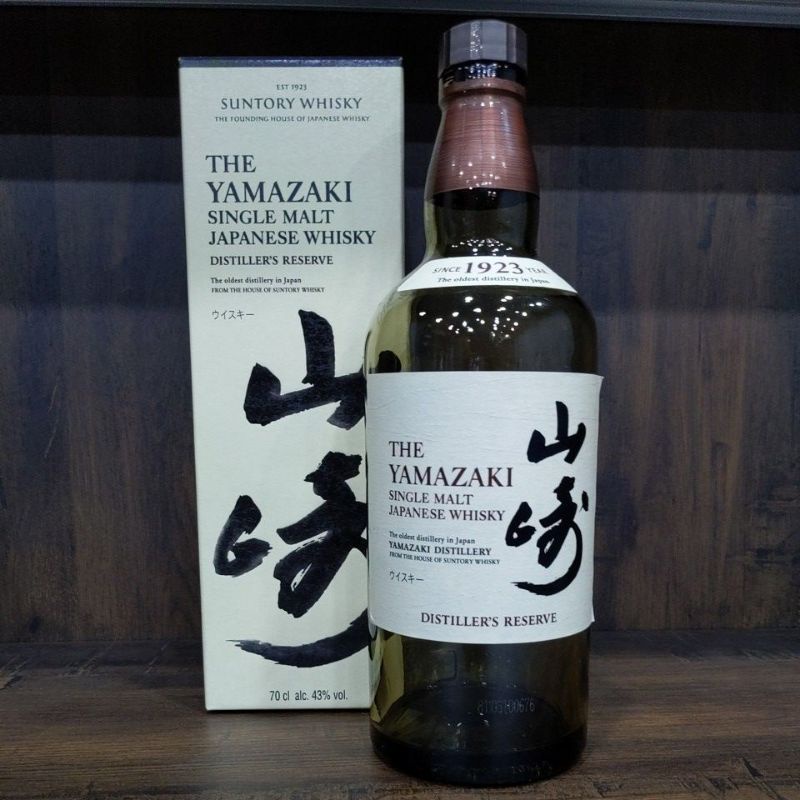 EST 1923
SUNTORY WHISKY
THE FOUNDING HOUSE OF JAPANESE WHISKY
THE
YAMAZAKI
SINGLE MALT
JAPANESE WHISKY
DISTILLER'S RESERVE
The oldest distillery in Japan
FROM THE HOUSE OF SUNTORY WHISKY
ウイスキー
山
崎
70 cl alc. 43% vol.
SINCE 1923 YEAR
The oldest distillery in Japan
THE
YAMAZAKI
SINGLE MALT
JAPANESE WHISKY
The oldest distillery in Japan
YAMAZAKI DISTILLERY
FROM THE HOUSE OF SUNTORY WHISKY
ウイスキー
山
崎
DISTILLER'S RESERVE